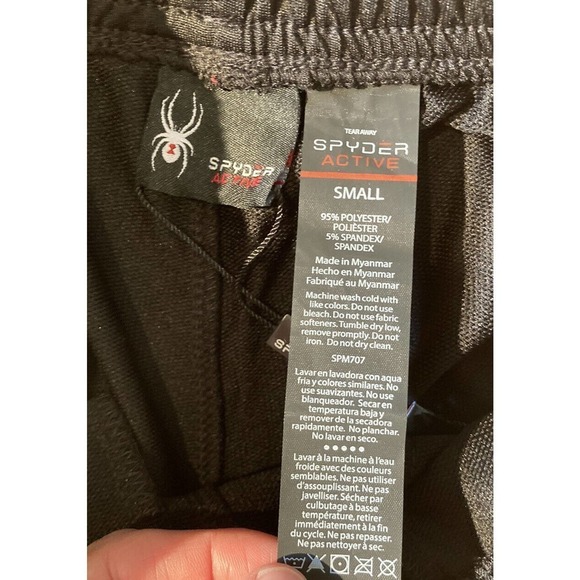 SPYDER
ACTIVE
TEAR AWAY
SPYDER
ACTIVE
SMALL
95% POLYESTER/
POLIÈSTER
5% SPANDEX/
SPANDEX
Made in Myanmar
Hecho en Myanmar
Fabriqué au Myanmar
Machine wash cold with
like colors. Do not use
bleach. Do not use fabric
softeners. Tumble dry low,
remove promptly. Do not
iron. Do not dry clean.
SPM707
Lavar en lavadora con aqua
fría y colores similares. No
use suavizantes. No use
blanqueador. Secar en
temperatura baja y
remover de la secadora
rapidamente. No planchar.
No lavar en seco.
Lavar à la machine à l'eau
froide avec des couleurs
semblables. Ne pas utiliser
d'assouplissant. Ne pas
javelliser. Sécher par
culbutage à basse
température, retirer
immédiatement à la fin
du cycle. Ne pas repasser.
Ne pas nettoyer à sec.
SP